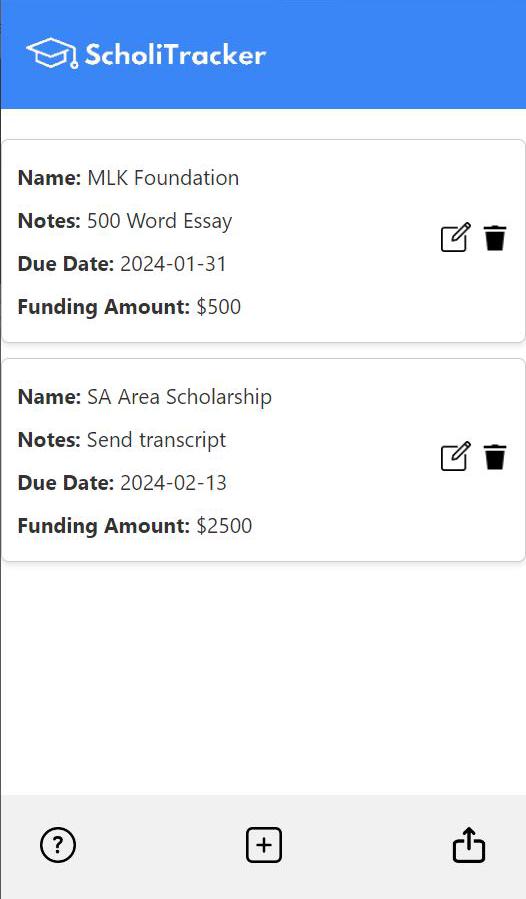 ScholiTracker
Name: MLK Foundation
Notes: 500 Word Essay
Due Date: 2024-01-31
Funding Amount: $500
Name: SA Area Scholarship
Notes: Send transcript
Due Date: 2024-02-13
Funding Amount: $2500